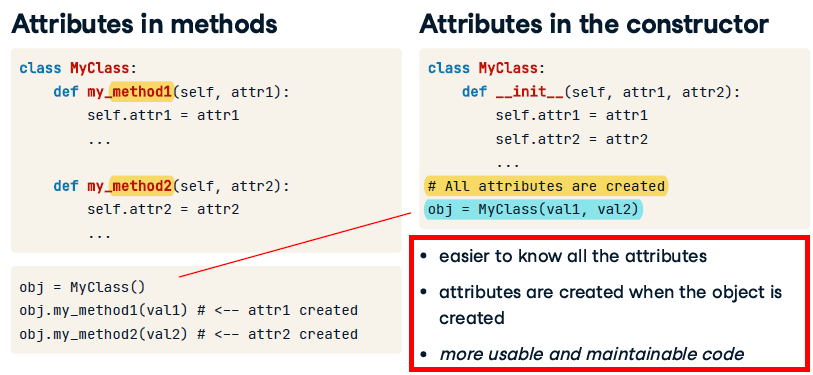 Attributes in methods
class MyClass:
    def my_method1(self, attr1):
        self.attr1 = attr1
        ...
    def my_method2(self, attr2):
        self.attr2 = attr2
        ...
obj = MyClass()
obj.my_method1(val1) # <-- attr1 created
obj.my_method2(val2) # <-- attr2 created
Attributes in the constructor
class MyClass:
    def __init__(self, attr1, attr2):
        self.attr1 = attr1
        self.attr2 = attr2
        ...
# All attributes are created
obj = MyClass(val1, val2)
• easier to know all the attributes
• attributes are created when the object is
created
• more usable and maintainable code